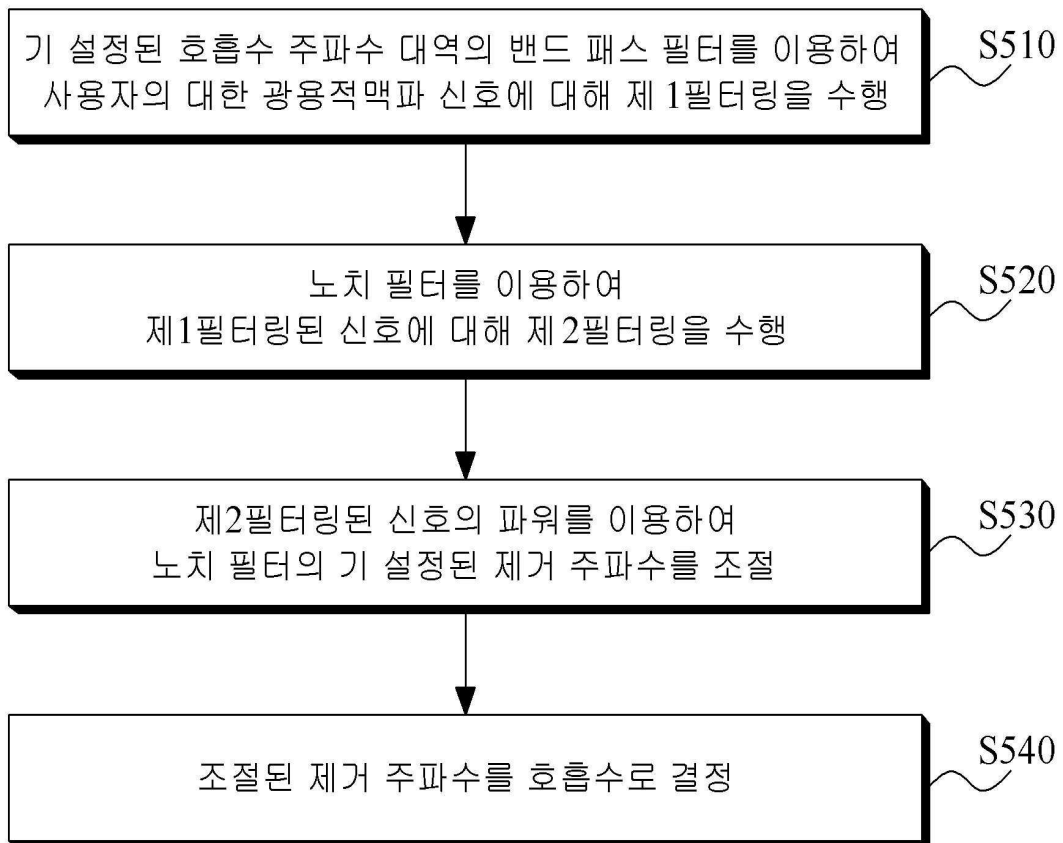 기 설정된 호흡수 주파수 대역의 밴드 패스 필터를 이용하여
사용자의 대한 광용적맥파 신호에 대해 제 1필터링을 수행
S510
노치 필터를 이용하여
제1필터링된 신호에 대해 제2필터링을 수행
S520
제2필터링된 신호의 파워를 이용하여
노치 필터의 기 설정된 제거 주파수를 조절
S530
조절된 제거 주파수를 호흡수로 결정
S540